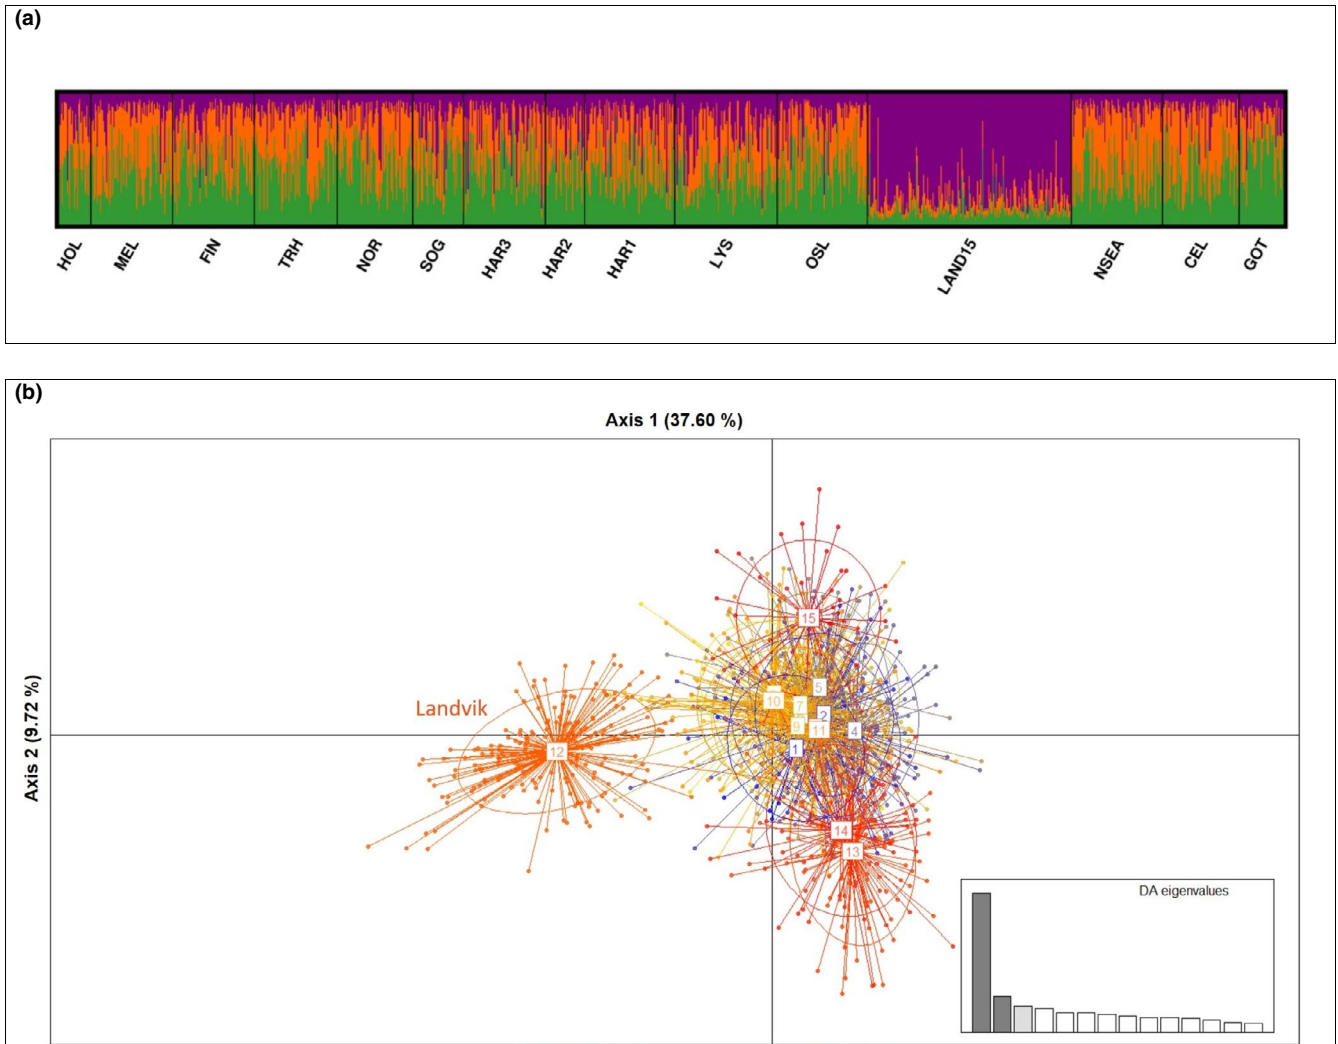 (a)
HOL MEL FIN TRH NOR SOG HAR3 HAR2 HAR1 LYS OSL LAND15 NSEA CEL GOT
(b)
Axis 1 (37.60 %)
Axis 2 (9.72 %)
15
5
10
7
2
9
11
4
1
Landvik
12
14
13
DA eigenvalues